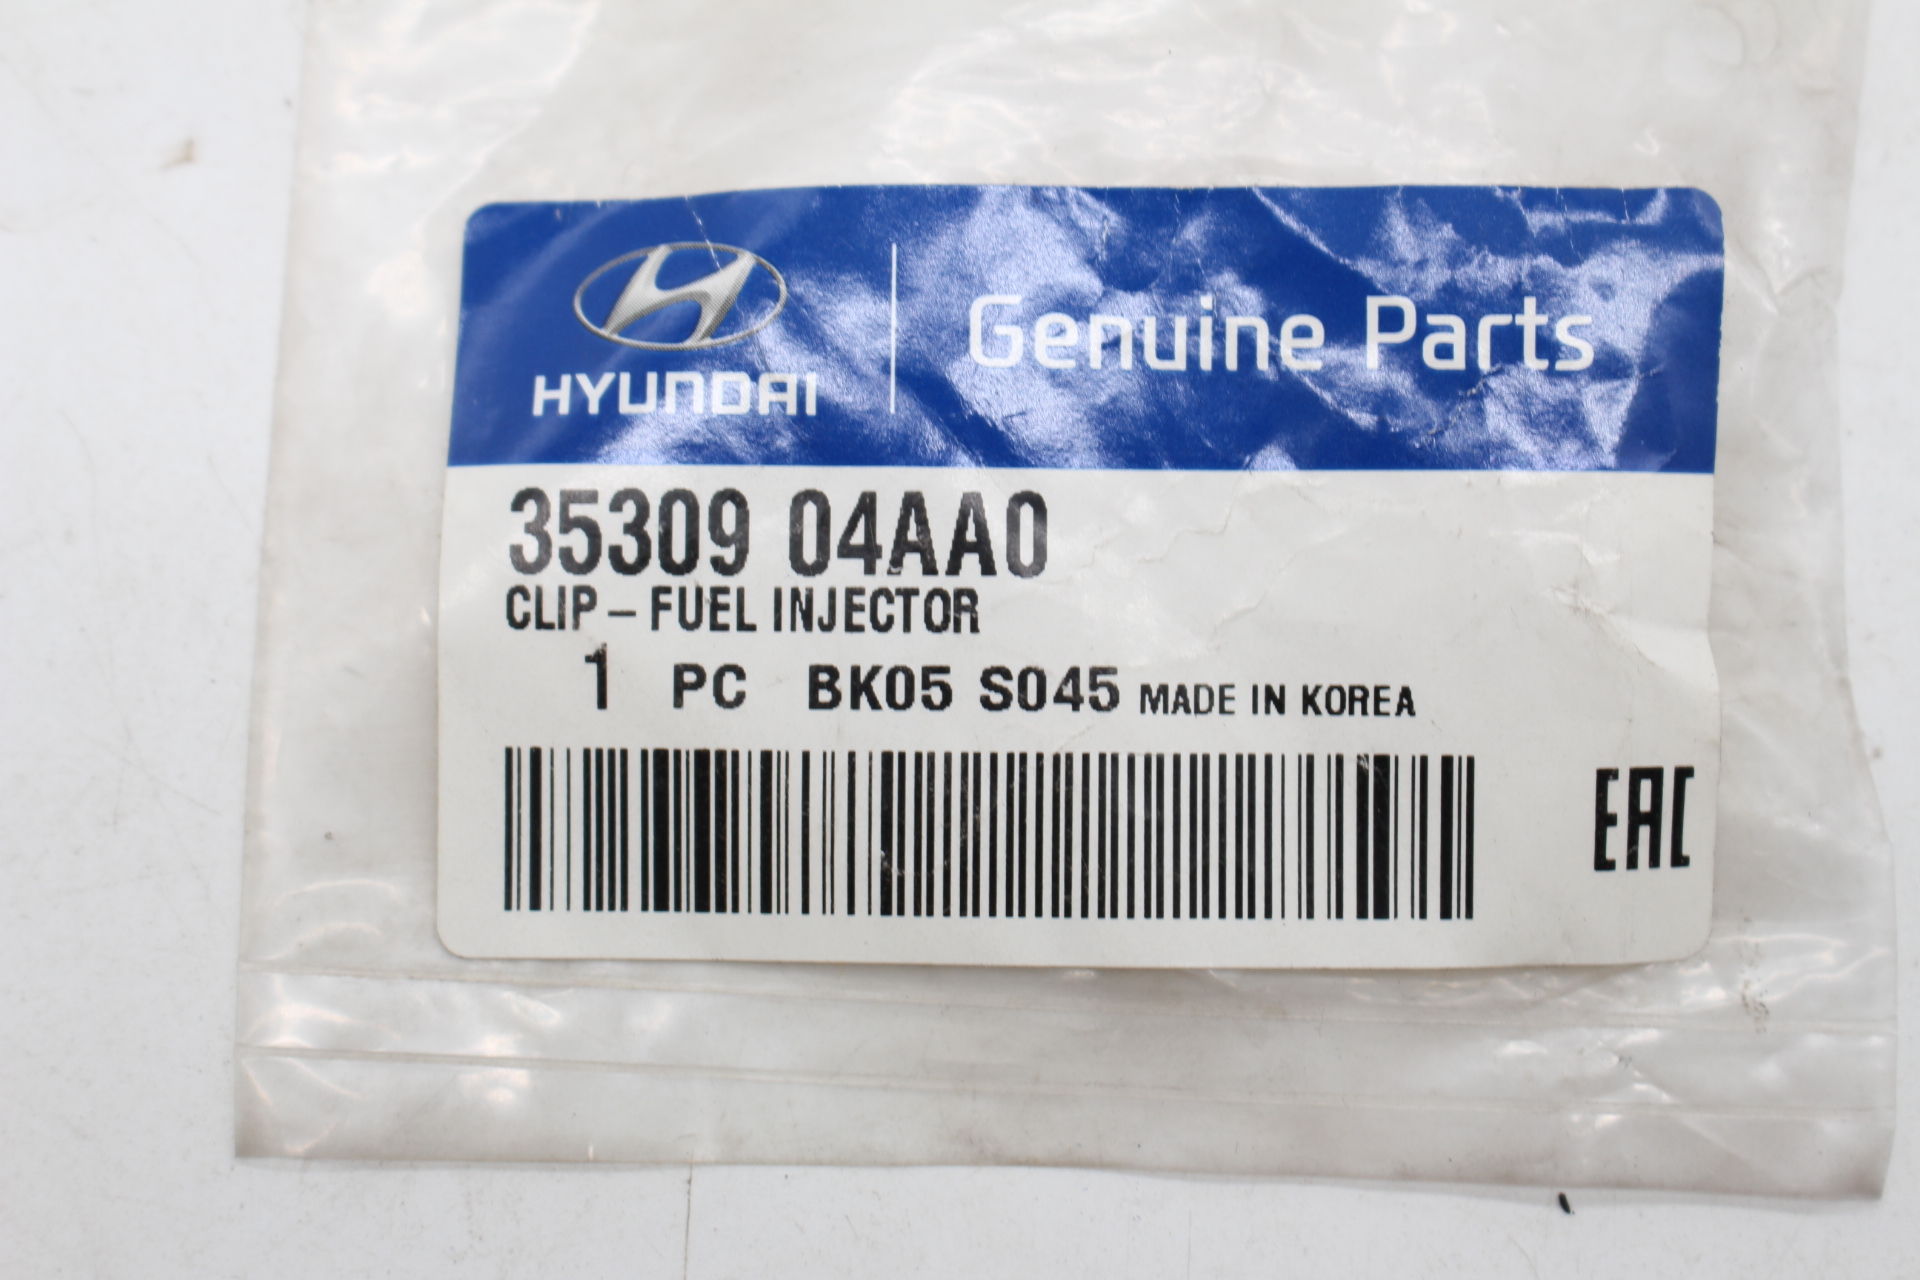 HYUNDAI
Genuine Parts
35309 04AA0
CLIP-FUEL INJECTOR
1 PC BK05 S045 MADE IN KOREA
EAC